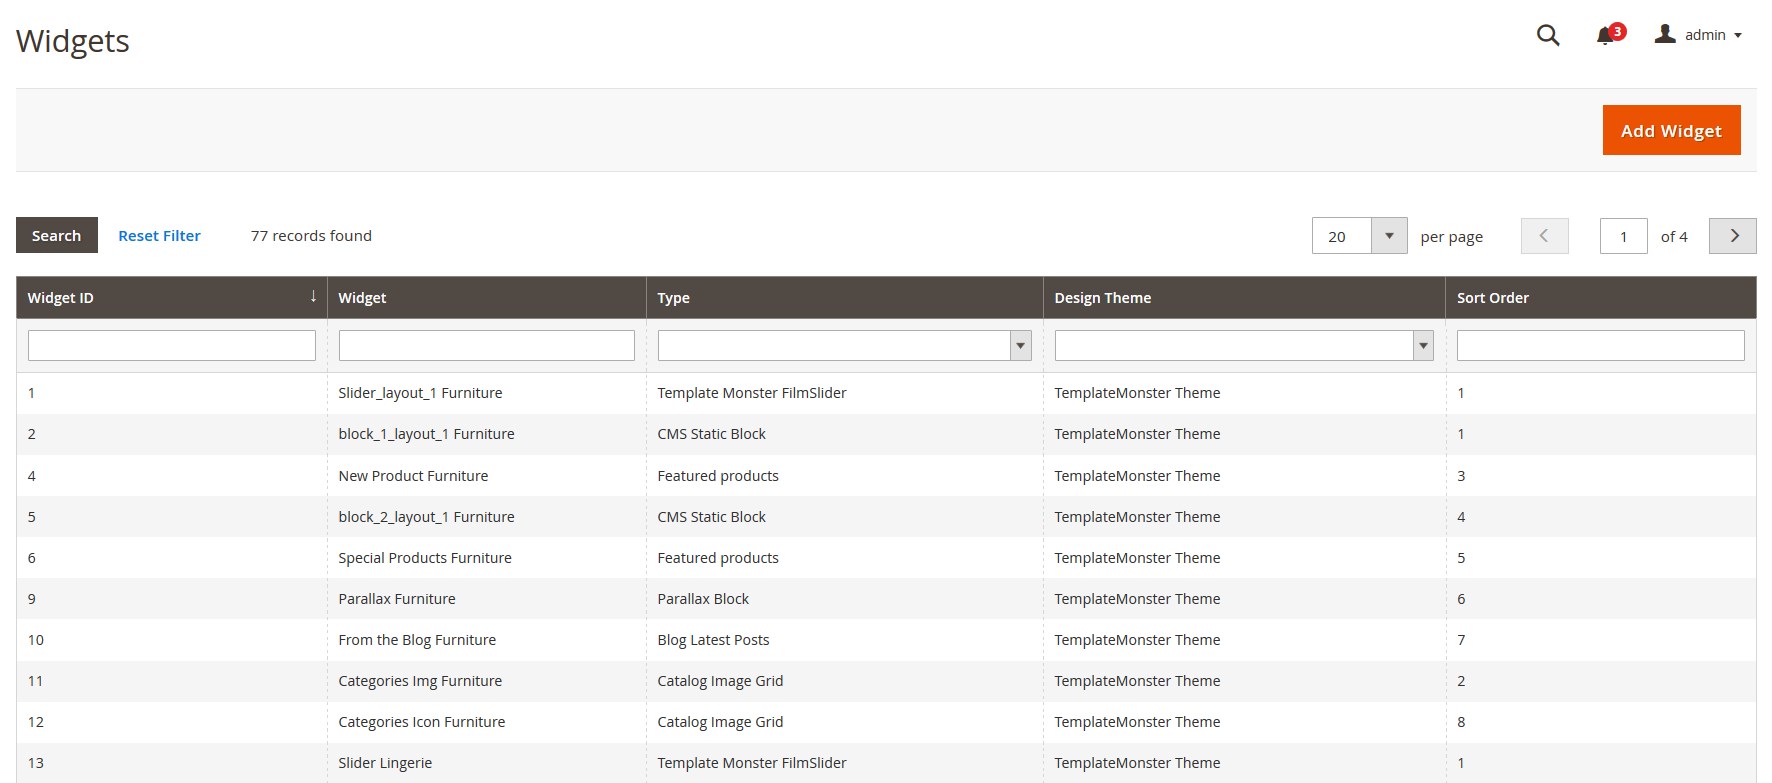 Widgets
3
admin
Add Widget
Search Reset Filter 77 records found 20 per page 1 of 4
Widget ID ↓ Widget Type Design Theme Sort Order
1 Slider_layout_1 Furniture Template Monster FilmSlider TemplateMonster Theme 1
2 block_1_layout_1 Furniture CMS Static Block TemplateMonster Theme 1
4 New Product Furniture Featured products TemplateMonster Theme 3
5 block_2_layout_1 Furniture CMS Static Block TemplateMonster Theme 4
6 Special Products Furniture Featured products TemplateMonster Theme 5
9 Parallax Furniture Parallax Block TemplateMonster Theme 6
10 From the Blog Furniture Blog Latest Posts TemplateMonster Theme 7
11 Categories Img Furniture Catalog Image Grid TemplateMonster Theme 2
12 Categories Icon Furniture Catalog Image Grid TemplateMonster Theme 8
13 Slider Lingerie Template Monster FilmSlider TemplateMonster Theme 1